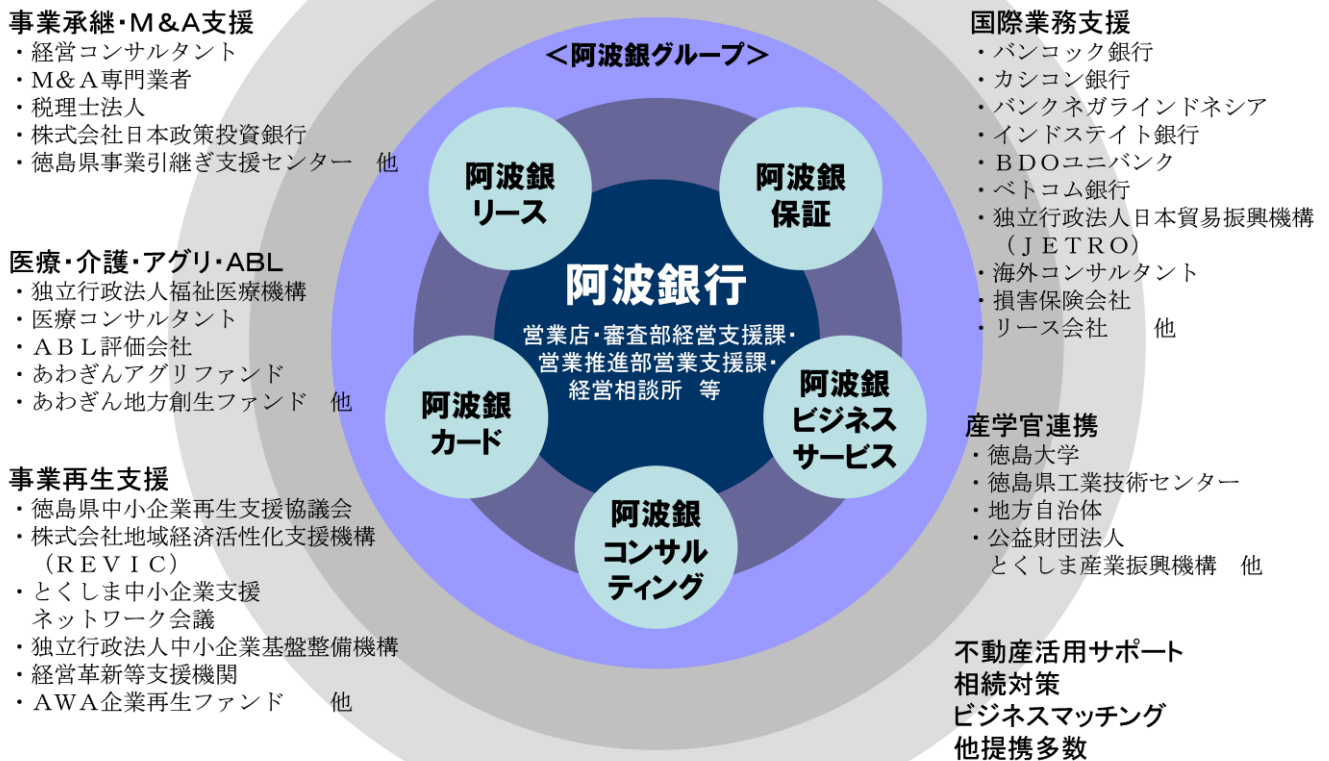 事業承継・M&A支援
・経営コンサルタント
・M&A専門業者
・税理士法人
・株式会社日本政策投資銀行
・徳島県事業引継ぎ支援センター　他
医療・介護・アグリ・ABL
・独立行政法人福祉医療機構
・医療コンサルタント
・ABL評価会社
・あわぎんアグリファンド
・あわぎん地方創生ファンド　他
事業再生支援
・徳島県中小企業再生支援協議会
・株式会社地域経済活性化支援機構
（REVIC）
・とくしま中小企業支援
ネットワーク会議
・独立行政法人中小企業基盤整備機構
・経営革新等支援機関
・AWA企業再生ファンド　　他
＜阿波銀グループ＞
阿波銀
リース
阿波銀
保証
阿波銀行
営業店・審査部経営支援課・
営業推進部営業支援課・
経営相談所　等
阿波銀
カード
阿波銀
ビジネス
サービス
阿波銀
コンサル
ティング
国際業務支援
・バンコック銀行
・カシコン銀行
・バンクネガラインドネシア
・インドステイト銀行
・BDOユニバンク
・ベトコム銀行
・独立行政法人日本貿易振興機構
（JETRO）
・海外コンサルタント
・損害保険会社
・リース会社　　他
産学官連携
・徳島大学
・徳島県工業技術センター
・地方自治体
・公益財団法人
とくしま産業振興機構　他
不動産活用サポート
相続対策
ビジネスマッチング
他提携多数